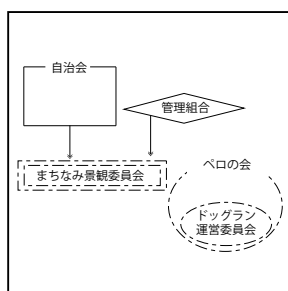 自治会
管理組合
まちなみ景観委員会
ペロの会
ドッグラン
運営委員会